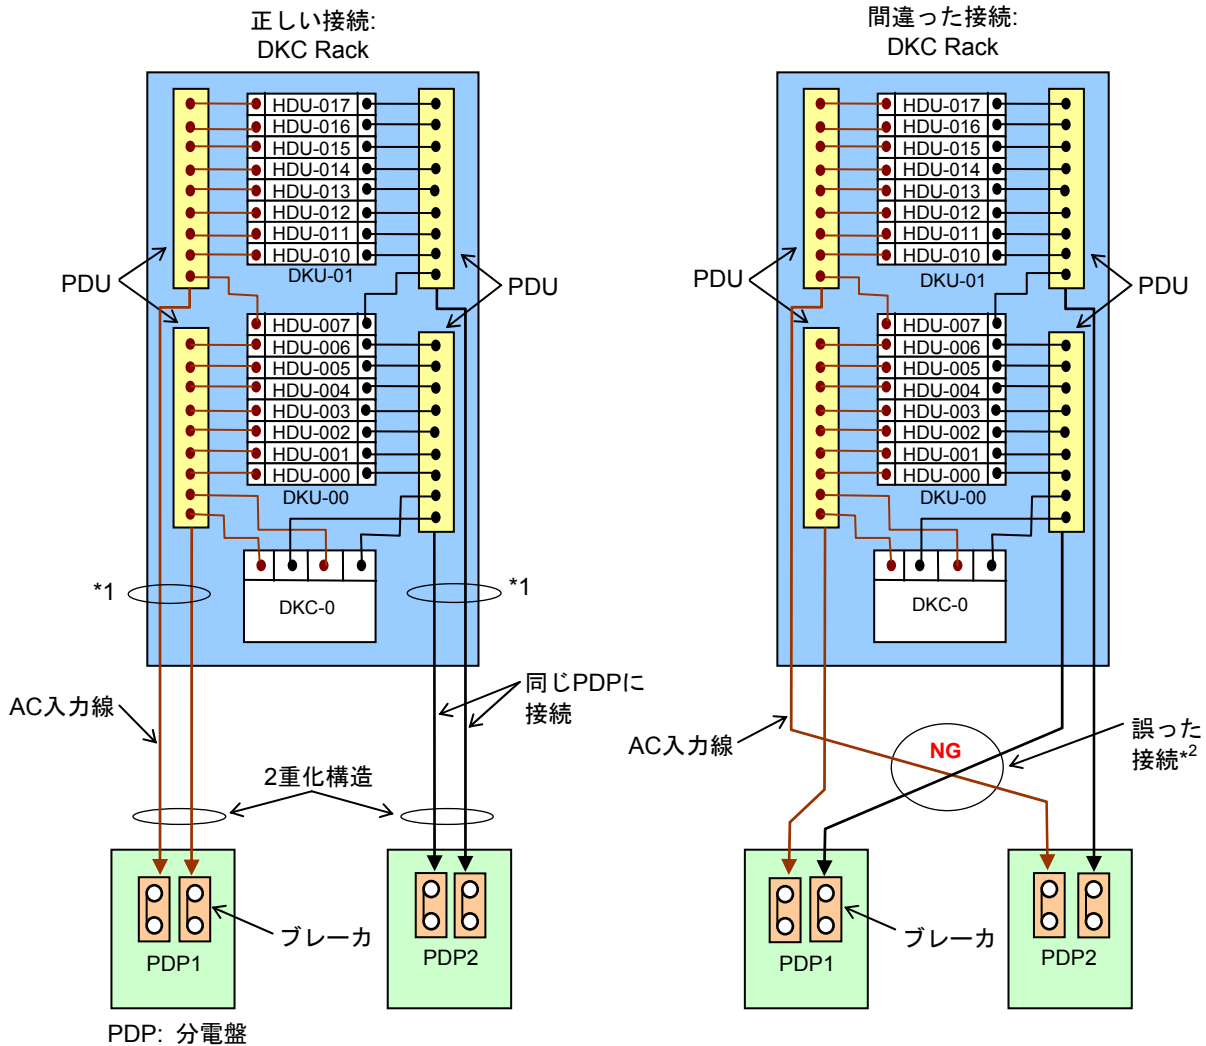 正しい接続:
DKC Rack
HDU-017
HDU-016
HDU-015
HDU-014
HDU-013
HDU-012
HDU-011
HDU-010
DKU-01
PDU
PDU
HDU-007
HDU-006
HDU-005
HDU-004
HDU-003
HDU-002
HDU-001
HDU-000
DKU-00
*1
*1
DKC-0
AC入力線
同じPDPに
接続
2重化構造
ブレーカ
PDP1
PDP2
PDP: 分電盤
間違った接続:
DKC Rack
HDU-017
HDU-016
HDU-015
HDU-014
HDU-013
HDU-012
HDU-011
HDU-010
DKU-01
PDU
PDU
HDU-007
HDU-006
HDU-005
HDU-004
HDU-003
HDU-002
HDU-001
HDU-000
DKU-00
DKC-0
AC入力線
NG
誤った
接続*2
ブレーカ
PDP1
PDP2